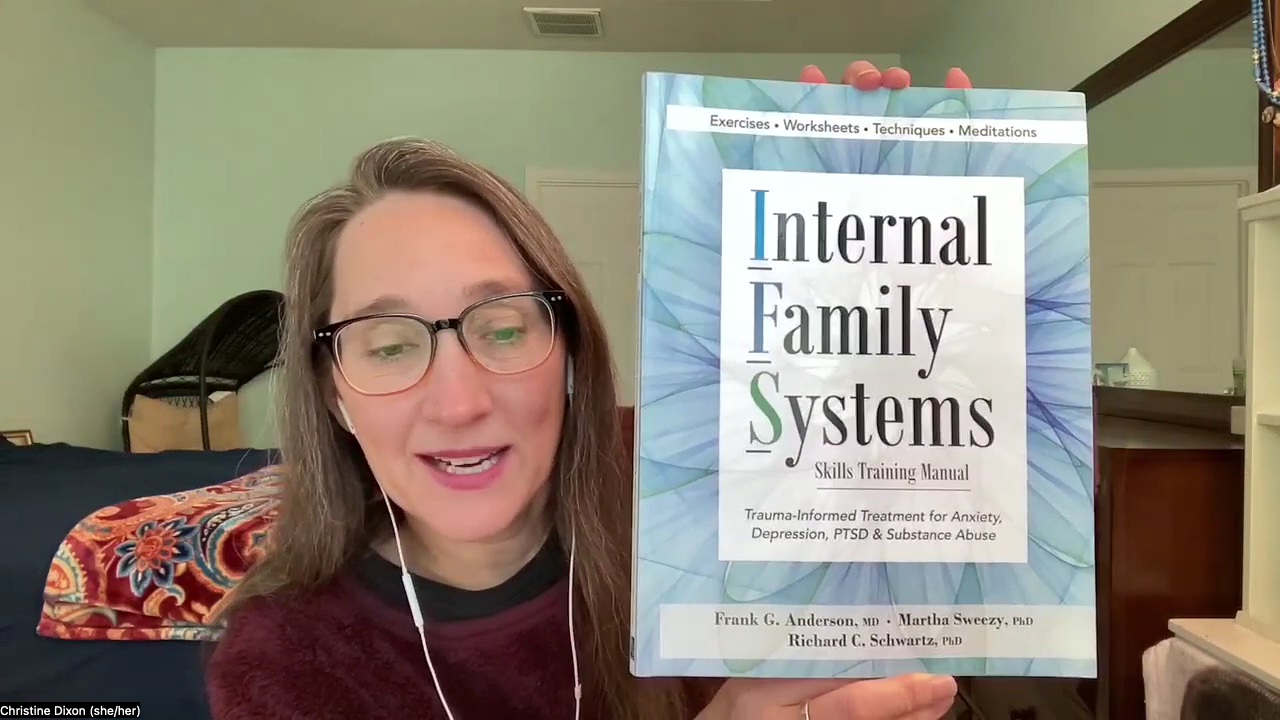 Exercises • Worksheets • Techniques • Meditations
Internal
Family
Systems
Skills Training Manual
Trauma-Informed Treatment for Anxiety,
Depression, PTSD & Substance Abuse
Frank G. Anderson, MD • Martha Sweezy, PhD
Richard C. Schwartz, PhD
Christine Dixon (she/her)